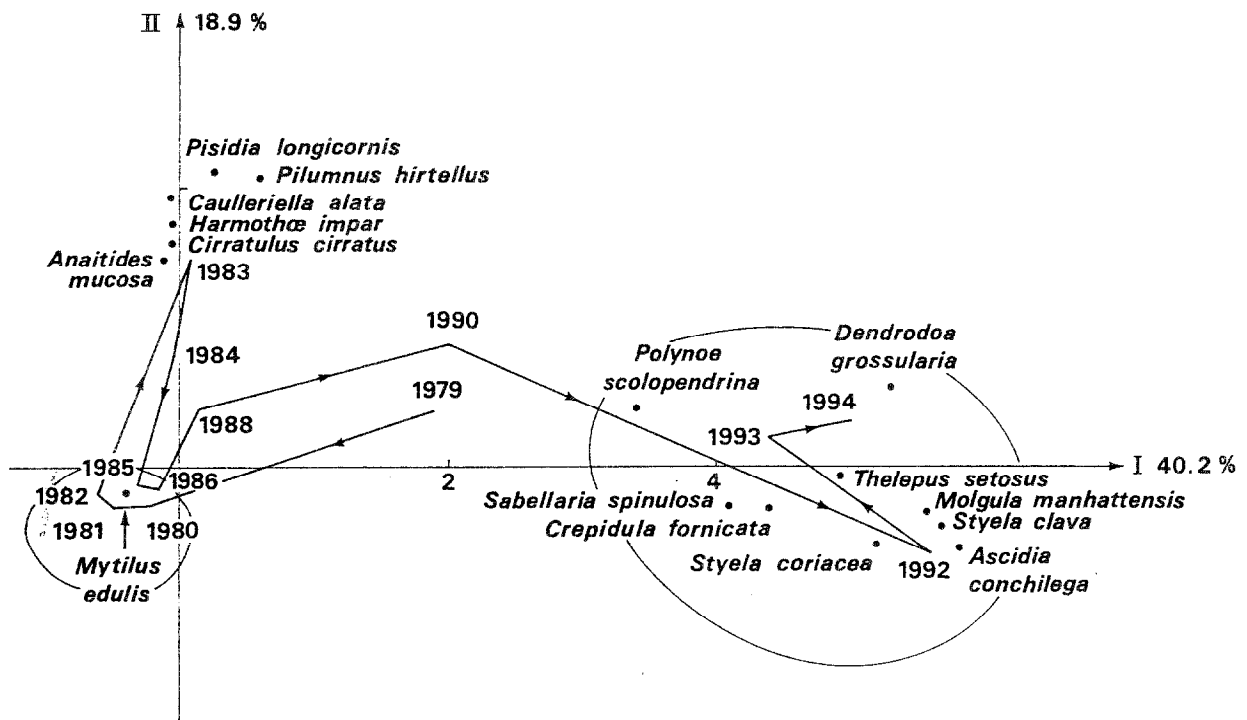 II 18.9 %
Pisidia longicornis
Pilumnus hirtellus
Caulleriella alata
Harmothœ impar
Cirratulus cirratus
Anaitides
mucosa
1983
1990
1984
Dendrodoa
grossularia
Polynoe
scolopendrina
1979
1994
1988
1993
1985
I 40.2 %
1986
2
4
Thelepus setosus
1982
Sabellaria spinulosa
Molgula manhattensis
Crepidula fornicata
Styela clava
1981
1980
Styela coriacea
1992
Ascidia
conchilega
Mytilus
edulis